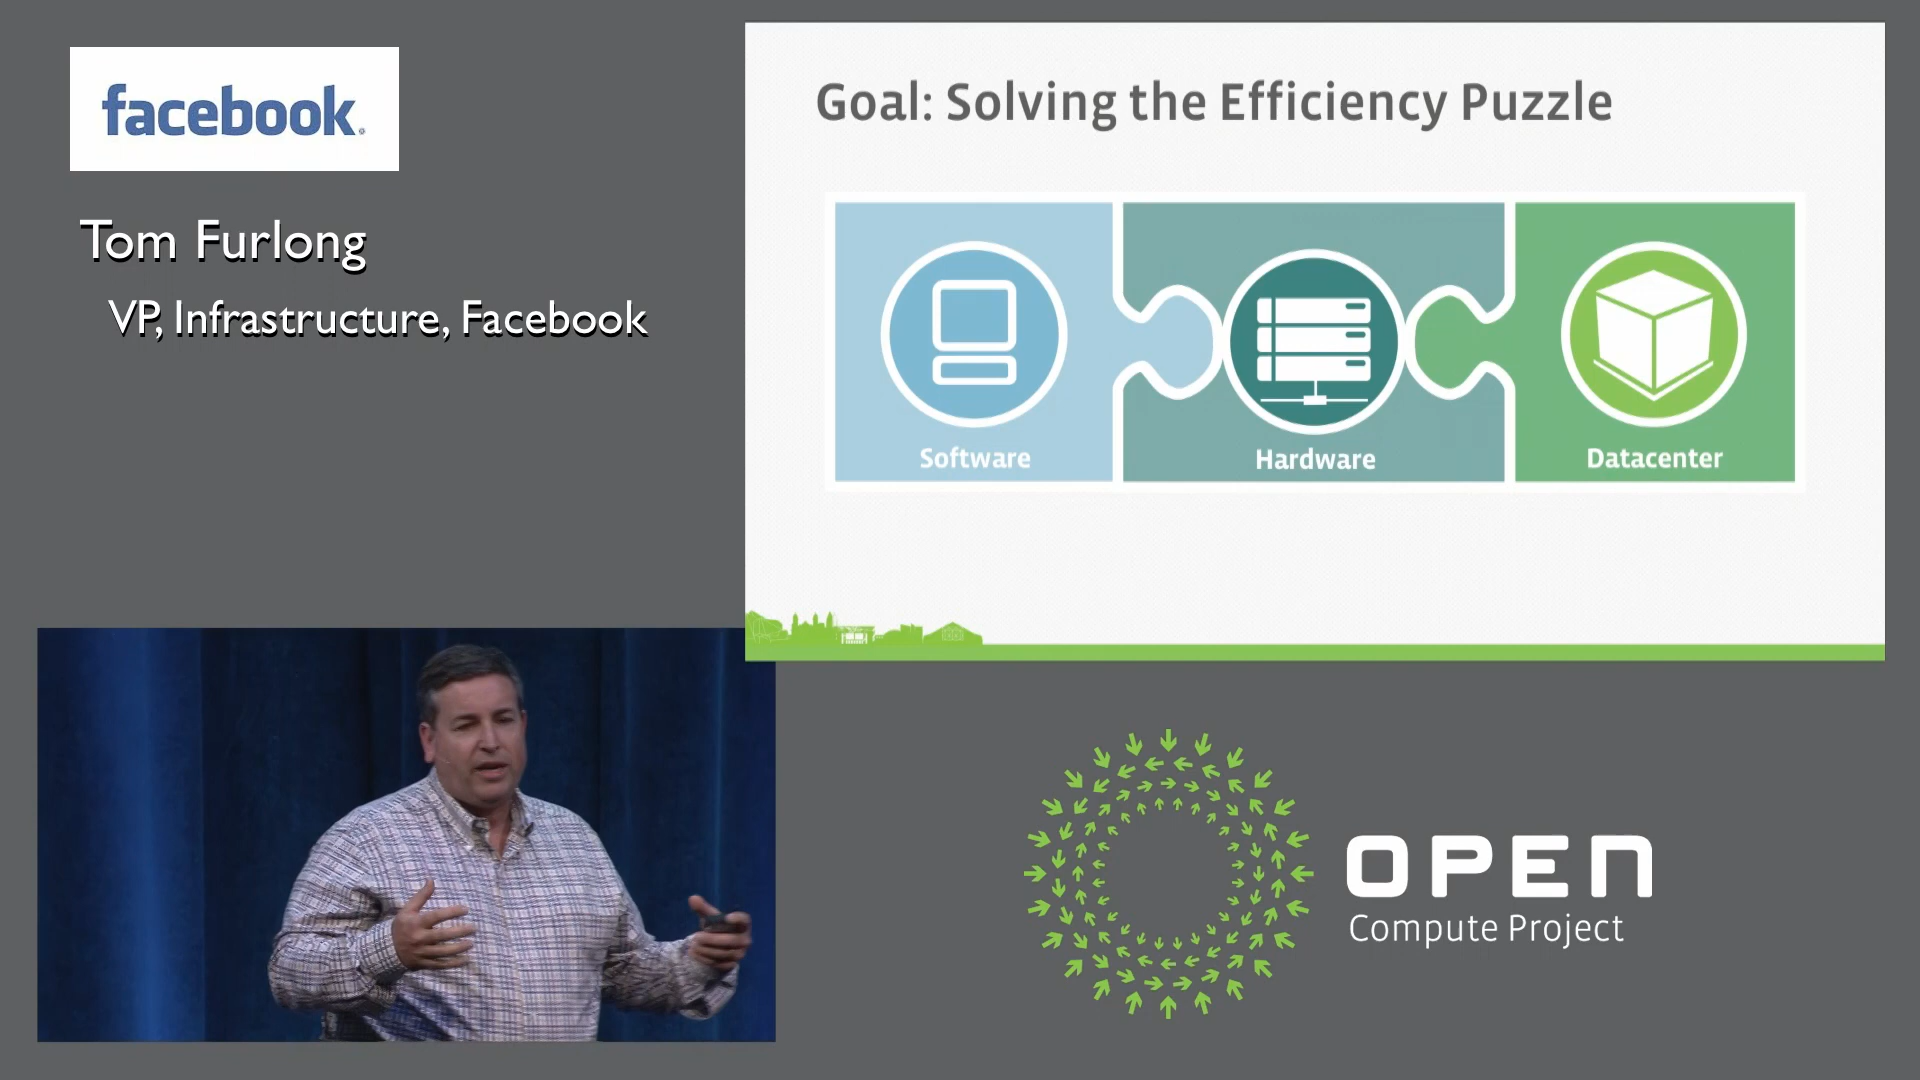 facebook
Tom Furlong
VP, Infrastructure, Facebook
Goal: Solving the Efficiency Puzzle
Software
Hardware
Datacenter
OPEN
Compute Project